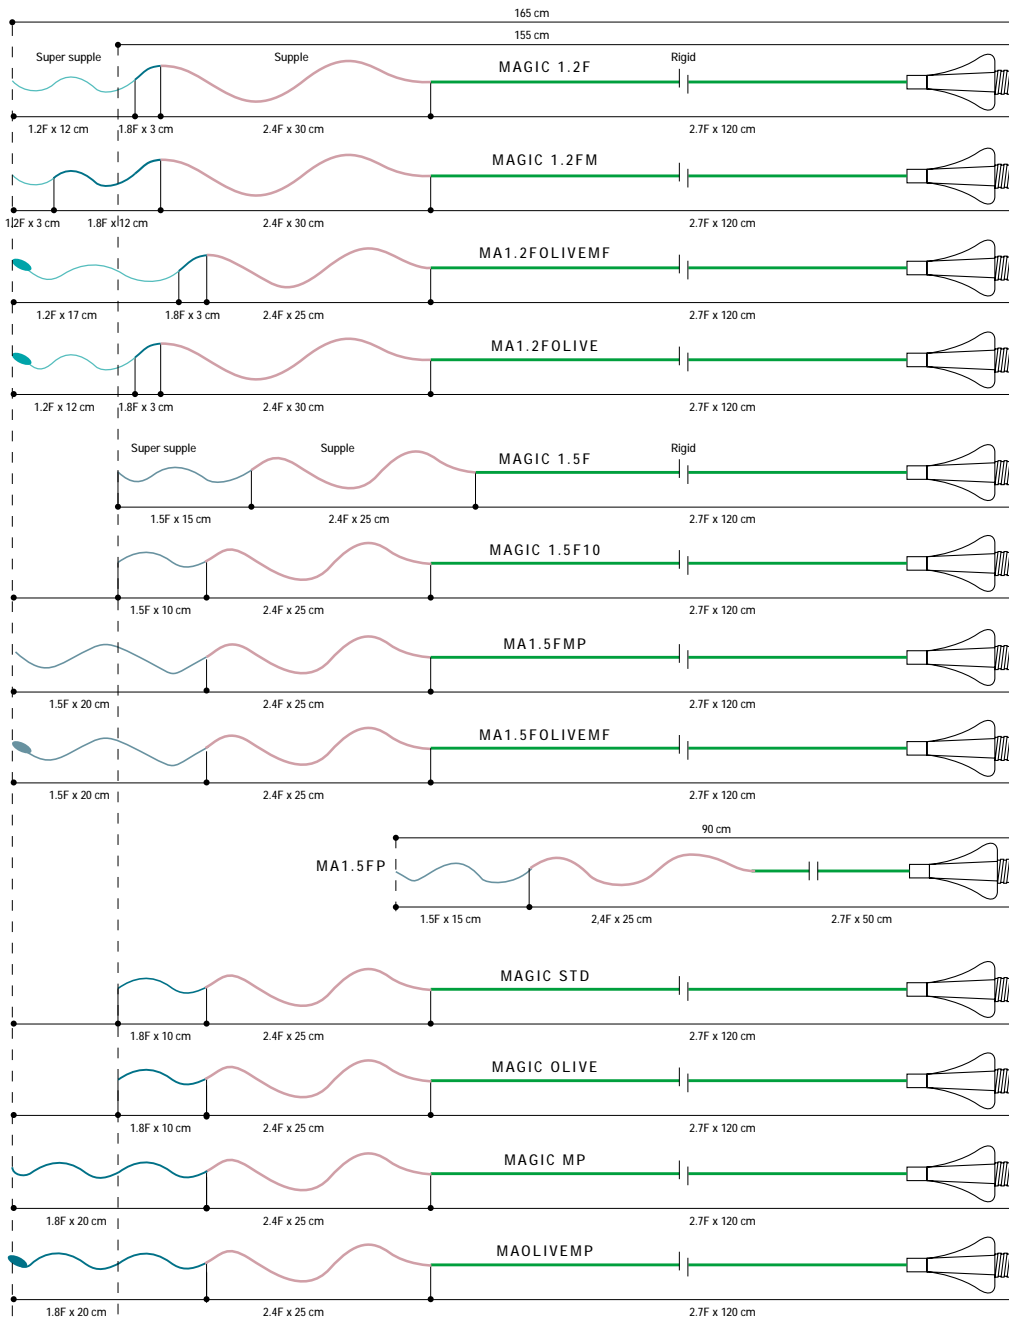 165 cm
155 cm
Super supple Supple Rigid
MAGIC 1.2F
1.2F x 12 cm 1.8F x 3 cm 2.4F x 30 cm 2.7F x 120 cm
MAGIC 1.2FM
1.2F x 3 cm 1.8F x 12 cm 2.4F x 30 cm 2.7F x 120 cm
MA1.2FOLIVEMF
1.2F x 17 cm 1.8F x 3 cm 2.4F x 25 cm 2.7F x 120 cm
MA1.2FOLIVE
1.2F x 12 cm 1.8F x 3 cm 2.4F x 30 cm 2.7F x 120 cm
Super supple Supple Rigid
MAGIC 1.5F
1.5F x 15 cm 2.4F x 25 cm 2.7F x 120 cm
MAGIC 1.5F10
1.5F x 10 cm 2.4F x 25 cm 2.7F x 120 cm
MA1.5FMP
1.5F x 20 cm 2.4F x 25 cm 2.7F x 120 cm
MA1.5FOLIVEMF
1.5F x 20 cm 2.4F x 25 cm 2.7F x 120 cm
90 cm
MA1.5FP
1.5F x 15 cm 2,4F x 25 cm 2.7F x 50 cm
MAGIC STD
1.8F x 10 cm 2.4F x 25 cm 2.7F x 120 cm
MAGIC OLIVE
1.8F x 10 cm 2.4F x 25 cm 2.7F x 120 cm
MAGIC MP
1.8F x 20 cm 2.4F x 25 cm 2.7F x 120 cm
MAOLIVEMP
1.8F x 20 cm 2.4F x 25 cm 2.7F x 120 cm